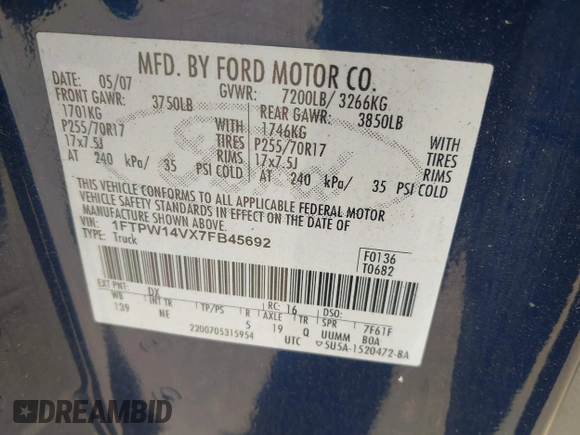 MFD. BY FORD MOTOR CO.
DATE: 05/07 GVWR: 7200LB/ 3266KG
FRONT GAWR: 3750LB REAR GAWR: 3850LB
1701KG WITH 1746KG WITH
P255/70R17 TIRES P255/70R17 TIRES
17x7.5J RIMS 17x7.5J RIMS
AT 240 kPa/ 35 PSI COLD AT 240 kPa/ 35 PSI COLD
THIS VEHICLE CONFORMS TO ALL APPLICABLE FEDERAL MOTOR
VEHICLE SAFETY STANDARDS IN EFFECT ON THE DATE OF
MANUFACTURE SHOWN ABOVE.
VIN: 1FTPW14VX7FB45692
TYPE: Truck
F0136
T0682
EXT PNT: DX RC: 16 DSO:
WB INT TR TP/PS R AXLE TR SPR 7F61F
139 NE 5 19 Q UUMM BOA
2200705315954 UTC 5U5A-1520472-BA
Ford
DREAMBID